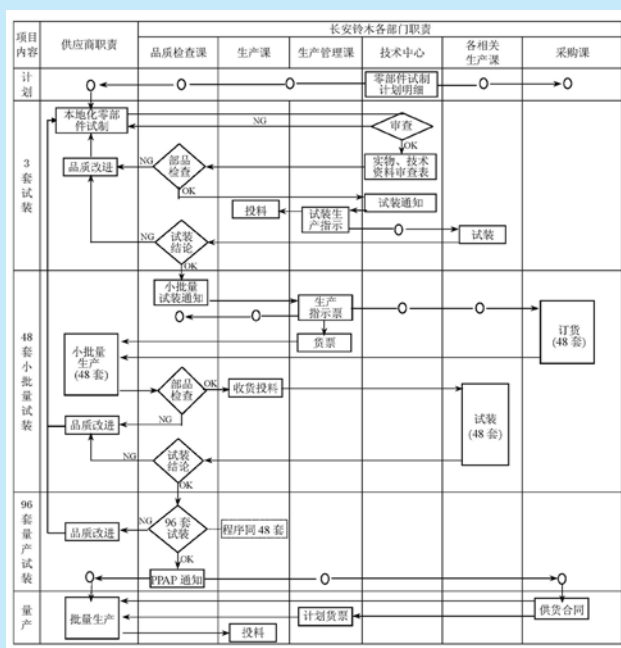 项目
内容
供应商职责
长安铃木各部门职责
品质检查课
生产课
生产管理课
技术中心
各相关
生产课
采购课
计
划
零部件试制
计划明细
3
套
试
装
本地化零部
件试制
NG
审查
OK
品质改进
NG
部品
检查
OK
实物、技术
资料审查表
试装通知
投料
试装生
产指示
试装
NG
试装
结论
OK
48
套
小
批
量
试
装
小批量
试装通知
生产
指示票
货票
订货
(48 套)
小批量
生产
(48 套)
部品
检查
OK
收货投料
NG
品质改进
试装
(48 套)
NG
试装
结论
OK
96
套
量
产
试
装
品质改进
NG
96 套
试装
程序同 48 套
OK
PPAP 通知
量
产
批量生产
计划货票
供货合同
投料